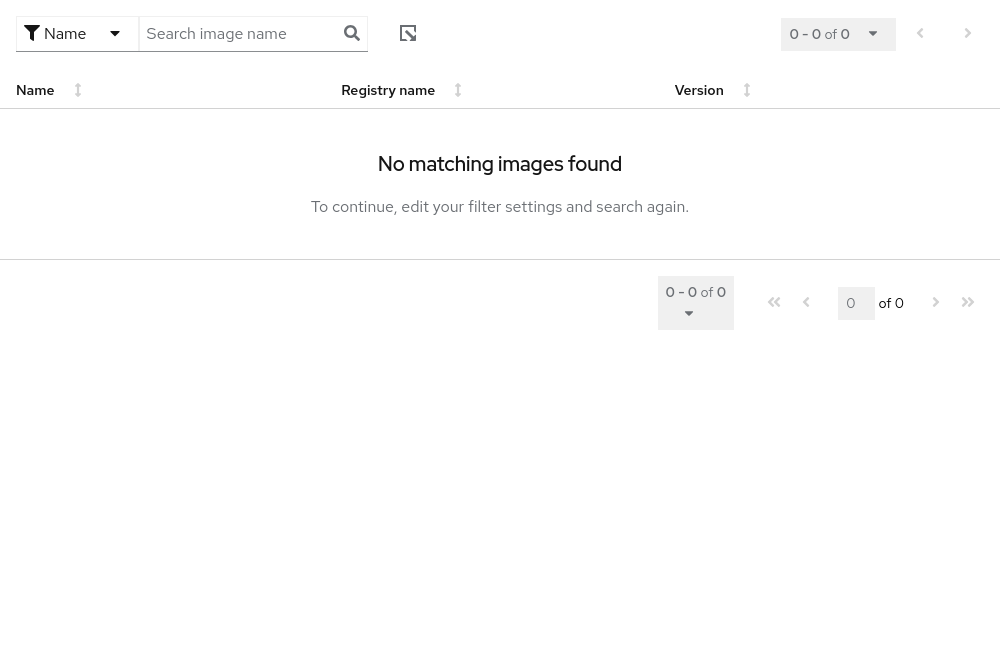 Name
Search image name
0 - 0 of 0
Name
Registry name
Version
No matching images found
To continue, edit your filter settings and search again.
0 - 0 of 0
0 of 0